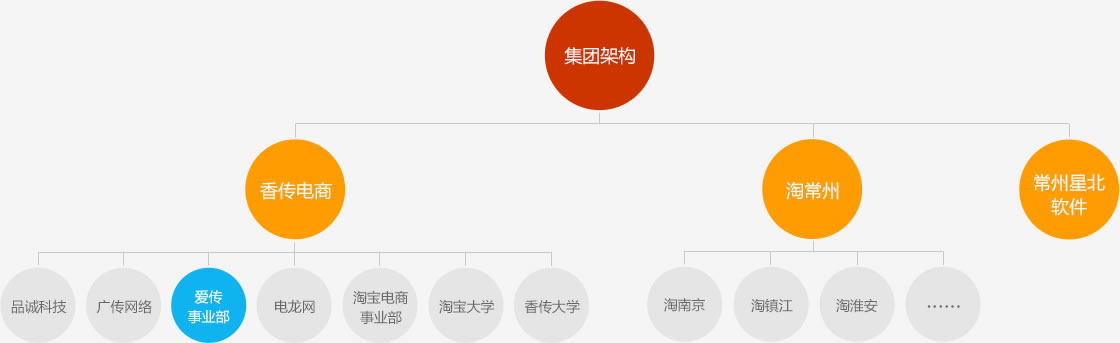 集团架构
香传电商
淘常州
常州星北
软件
品诚科技
广传网络
爱传
事业部
电龙网
淘宝电商
事业部
淘宝大学
香传大学
淘南京
淘镇江
淘淮安
……